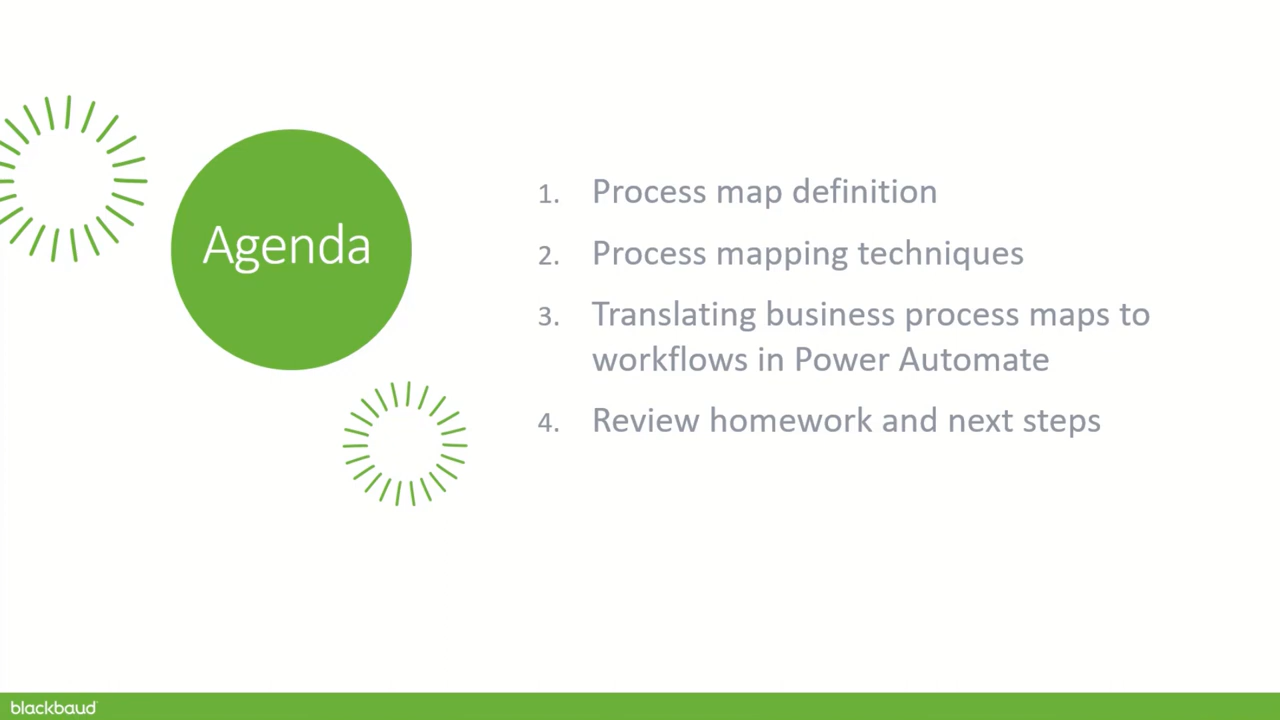 Agenda
1. Process map definition
2. Process mapping techniques
3. Translating business process maps to
workflows in Power Automate
4. Review homework and next steps
blackbaud